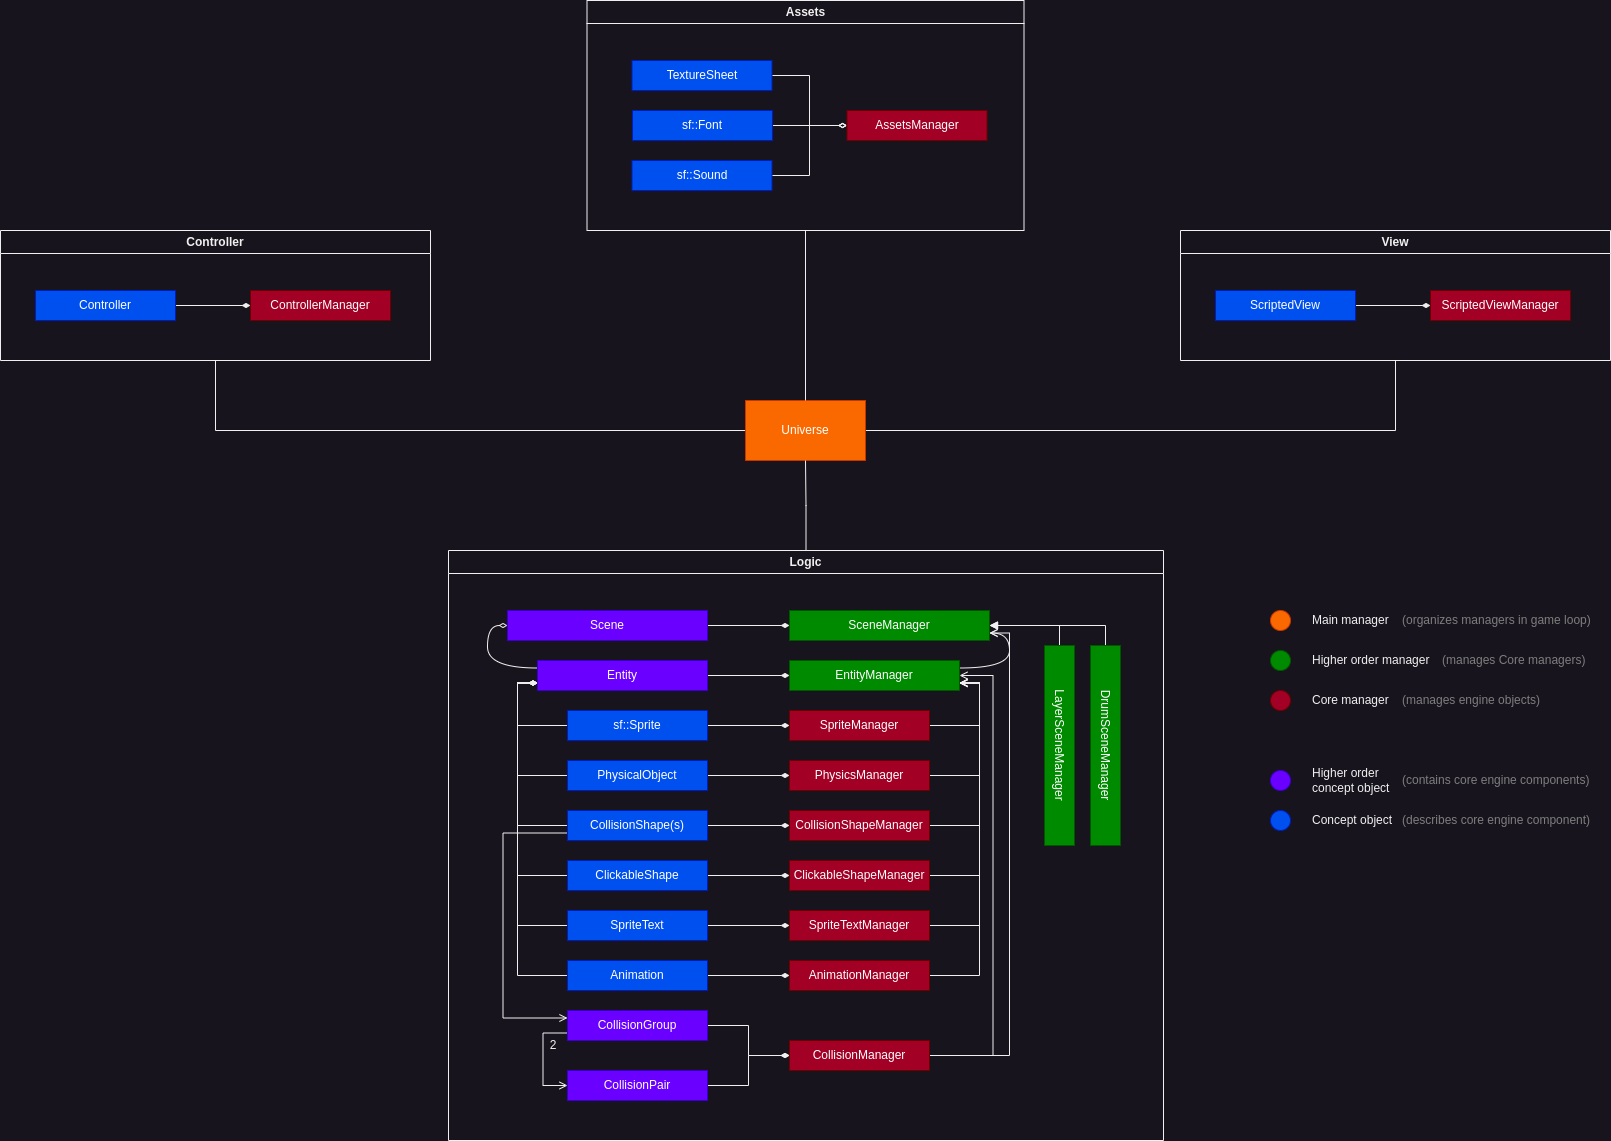 Assets
TextureSheet
sf::Font
AssetsManager
sf::Sound
Controller
Controller
ControllerManager
View
ScriptedView
ScriptedViewManager
Universe
Logic
Scene
SceneManager
Entity
EntityManager
sf::Sprite
SpriteManager
PhysicalObject
PhysicsManager
CollisionShape(s)
CollisionShapeManager
ClickableShape
ClickableShapeManager
SpriteText
SpriteTextManager
Animation
AnimationManager
CollisionGroup
2
CollisionManager
CollisionPair
LayerSceneManager
DrumSceneManager
Main manager (organizes managers in game loop)
Higher order manager (manages Core managers)
Core manager (manages engine objects)
Higher order
concept object (contains core engine components)
Concept object (describes core engine component)